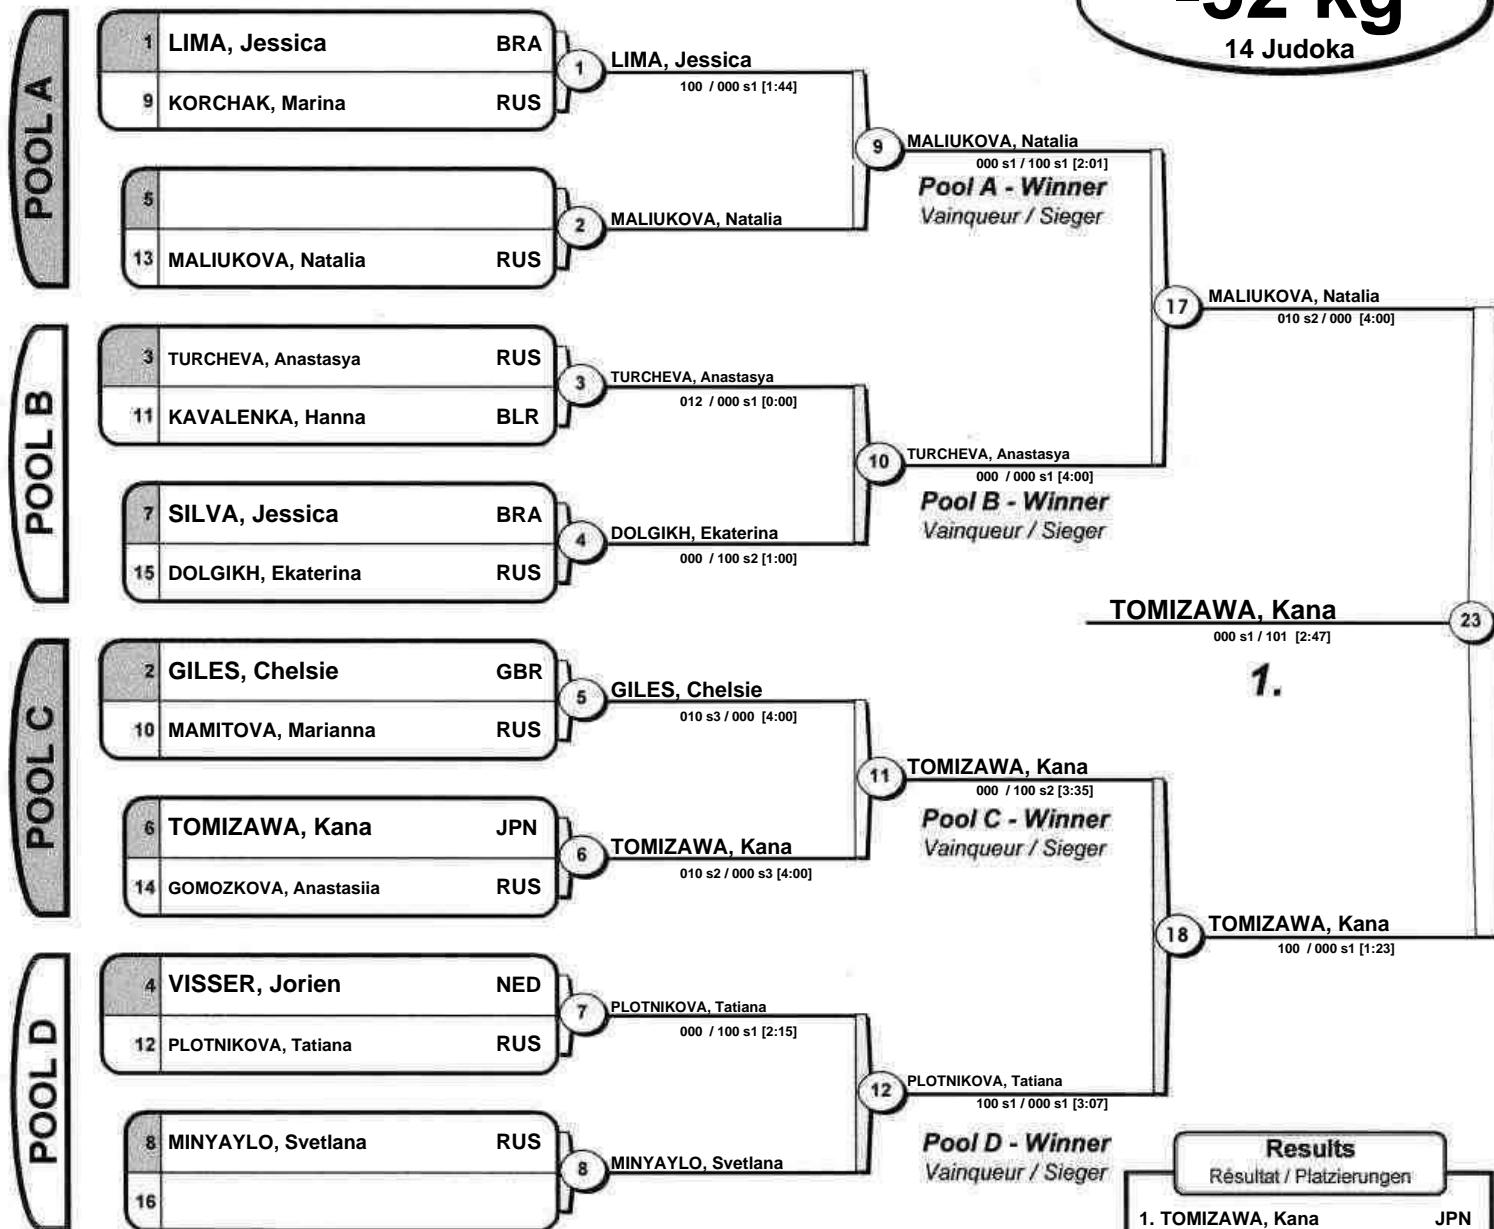 -52 kg
14 Judoka
POOL A
1 LIMA, Jessica BRA
9 KORCHAK, Marina RUS
5
13 MALIUKOVA, Natalia RUS
1
LIMA, Jessica
100 / 000 s1 [1:44]
2
MALIUKOVA, Natalia
9
MALIUKOVA, Natalia
000 s1 / 100 s1 [2:01]
Pool A - Winner
Vainqueur / Sieger
POOL B
3 TURCHEVA, Anastasya RUS
11 KAVALENKA, Hanna BLR
7 SILVA, Jessica BRA
15 DOLGIKH, Ekaterina RUS
3
TURCHEVA, Anastasya
012 / 000 s1 [0:00]
4
DOLGIKH, Ekaterina
000 / 100 s2 [1:00]
10
TURCHEVA, Anastasya
000 / 000 s1 [4:00]
Pool B - Winner
Vainqueur / Sieger
17
MALIUKOVA, Natalia
010 s2 / 000 [4:00]
TOMIZAWA, Kana
23
000 s1 / 101 [2:47]
1.
POOL C
2 GILES, Chelsie GBR
10 MAMITOVA, Marianna RUS
6 TOMIZAWA, Kana JPN
14 GOMOZKOVA, Anastasiia RUS
5
GILES, Chelsie
010 s3 / 000 [4:00]
6
TOMIZAWA, Kana
010 s2 / 000 s3 [4:00]
11
TOMIZAWA, Kana
000 / 100 s2 [3:35]
Pool C - Winner
Vainqueur / Sieger
18
TOMIZAWA, Kana
100 / 000 s1 [1:23]
POOL D
4 VISSER, Jorien NED
12 PLOTNIKOVA, Tatiana RUS
8 MINYAYLO, Svetlana RUS
16
7
PLOTNIKOVA, Tatiana
000 / 100 s1 [2:15]
8
MINYAYLO, Svetlana
12
PLOTNIKOVA, Tatiana
100 s1 / 000 s1 [3:07]
Pool D - Winner
Vainqueur / Sieger
Results
Résultat / Platzierungen
1. TOMIZAWA, Kana JPN